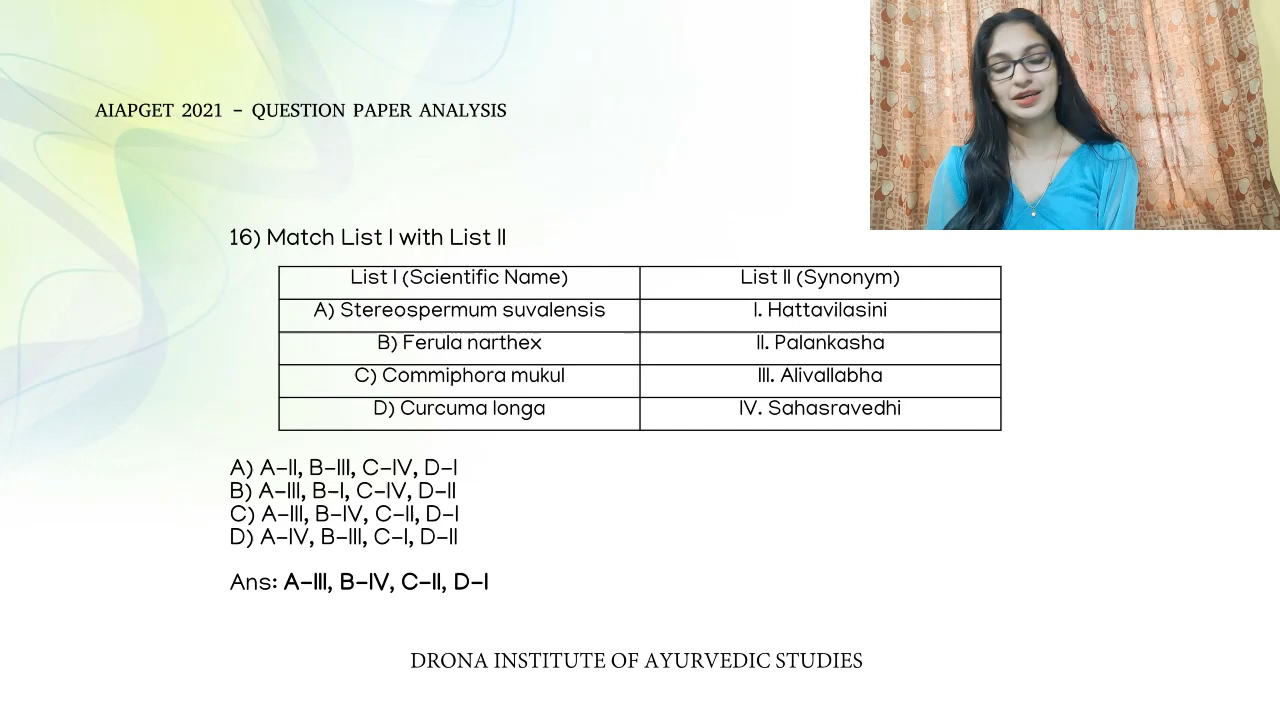 AIAPGET 2021 – QUESTION PAPER ANALYSIS
16) Match List I with List II
List I (Scientific Name) List II (Synonym)
A) Stereospermum suvalensis I. Hattavilasini
B) Ferula narthex II. Palankasha
C) Commiphora mukul III. Alivallabha
D) Curcuma longa IV. Sahasravedhi
A) A–II, B–III, C–IV, D–I
B) A–III, B–I, C–IV, D–II
C) A–III, B–IV, C–II, D–I
D) A–IV, B–III, C–I, D–II
Ans: A–III, B–IV, C–II, D–I
DRONA INSTITUTE OF AYURVEDIC STUDIES